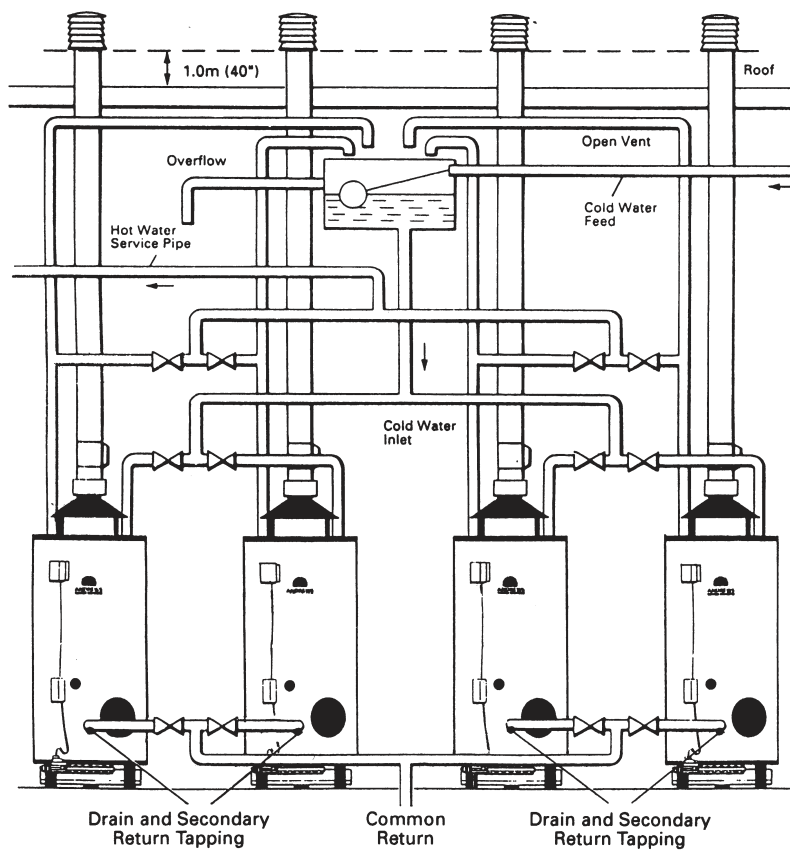 1.0m (40")
Roof
Open Vent
Overflow
Cold Water
Feed
Hot Water
Service Pipe
Cold Water
Inlet
Drain and Secondary
Return Tapping
Common
Return
Drain and Secondary
Return Tapping